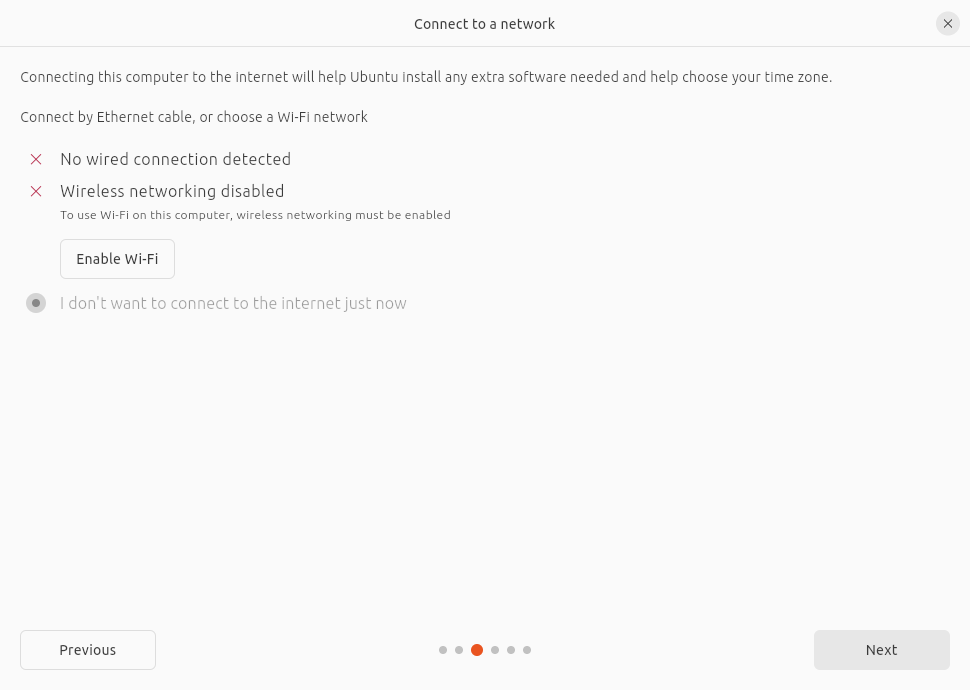 Connect to a network
Connecting this computer to the internet will help Ubuntu install any extra software needed and help choose your time zone.
Connect by Ethernet cable, or choose a Wi-Fi network
No wired connection detected
Wireless networking disabled
To use Wi-Fi on this computer, wireless networking must be enabled
Enable Wi-Fi
I don't want to connect to the internet just now
Previous
Next